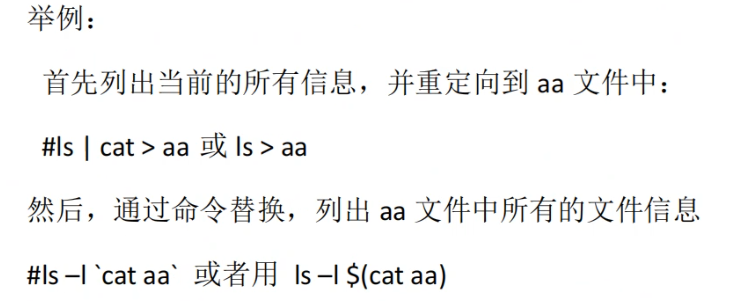 举例：
首先列出当前的所有信息，并重定向到 aa 文件中：
#ls | cat > aa 或 ls > aa
然后，通过命令替换，列出 aa 文件中所有的文件信息
#ls –l `cat aa` 或者用 ls –l $(cat aa)